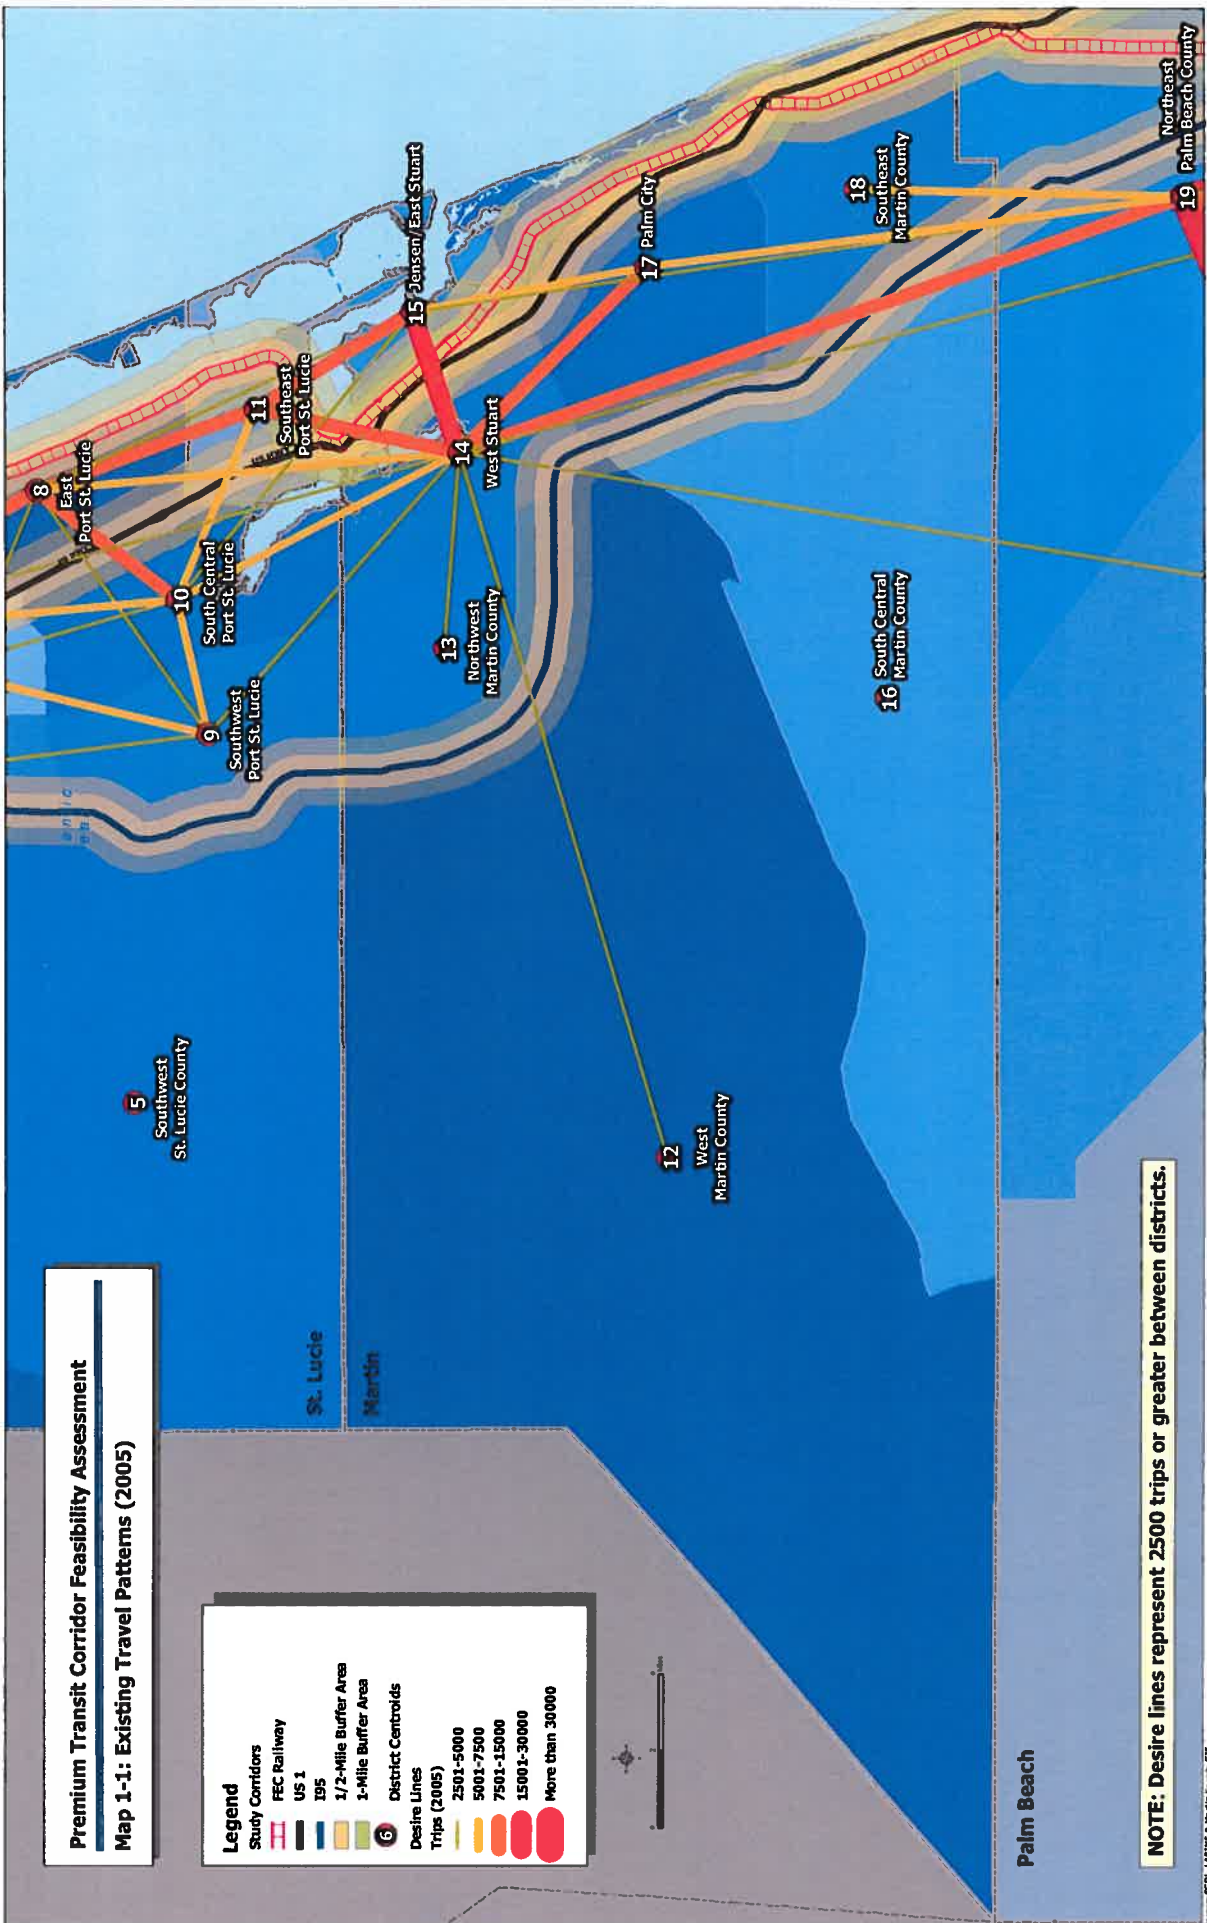 Premium Transit Corridor Feasibility Assessment
Map 1-1: Existing Travel Patterns (2005)
Legend
Study Corridors
FEC Railway
US 1
I95
1/2-Mile Buffer Area
1-Mile Buffer Area
6
District Centroids
Desire Lines
Trips (2005)
2501-5000
5001-7500
7501-15000
15001-30000
More than 30000
0
2
St. Lucie
Martin
Palm Beach
5
Southwest
St. Lucie County
8
East
Port St. Lucie
9
Southwest
Port St. Lucie
10
South Central
Port St. Lucie
11
Southeast
Port St. Lucie
12
West
Martin County
13
Northwest
Martin County
14
West Stuart
15
Jensen/East Stuart
16
South Central
Martin County
17
Palm City
18
Southeast
Martin County
19
Northeast
Palm Beach County
NOTE: Desire lines represent 2500 trips or greater between districts.